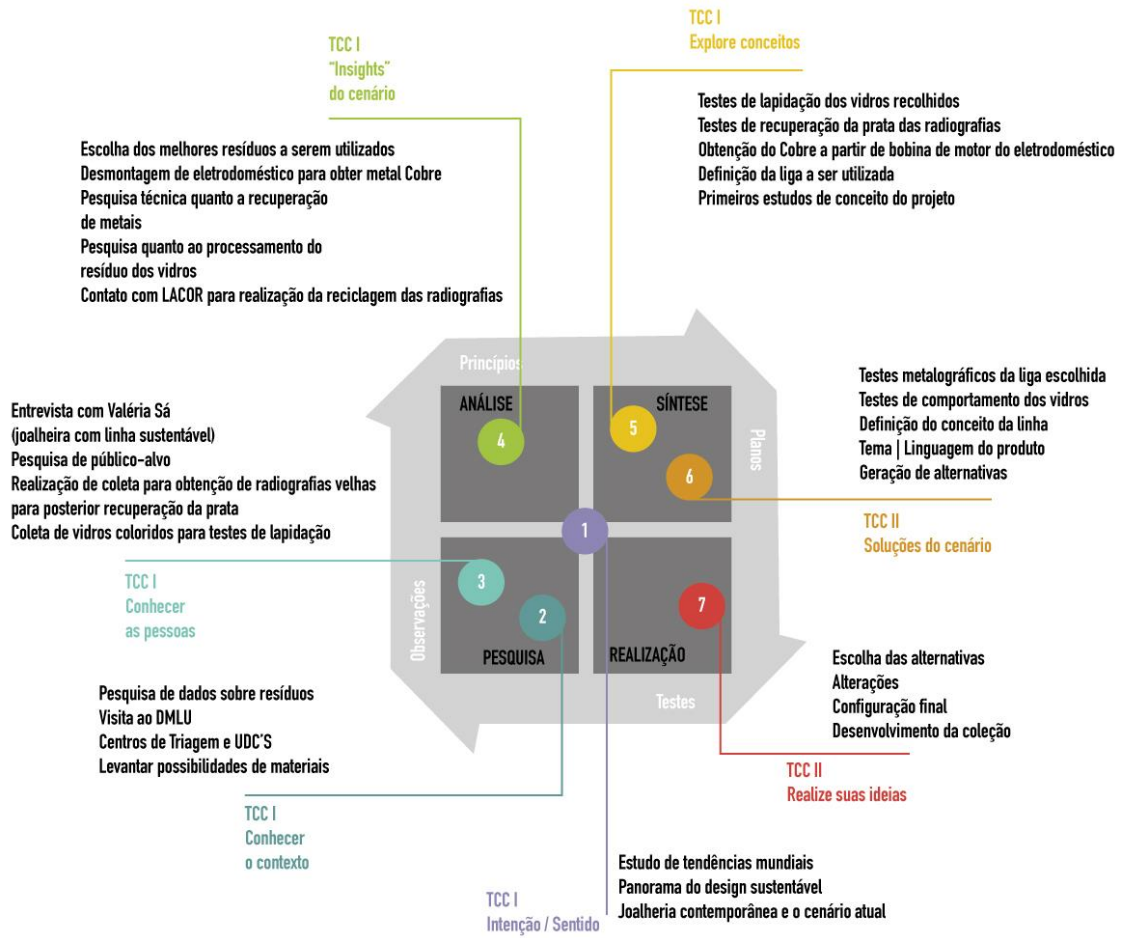 TCC I
Explore conceitos
TCC I
"Insights"
do cenário
Testes de lapidação dos vidros recolhidos
Testes de recuperação da prata das radiografias
Obtenção do Cobre a partir de bobina de motor do eletrodoméstico
Definição da liga a ser utilizada
Primeiros estudos de conceito do projeto
Escolha dos melhores resíduos a serem utilizados
Desmontagem de eletrodoméstico para obter metal Cobre
Pesquisa técnica quanto a recuperação
de metais
Pesquisa quanto ao processamento do
resíduo dos vidros
Contato com LACOR para realização da reciclagem das radiografias
Princípios
ANÁLISE
4
SÍNTESE
5
6
Planos
Testes metalográficos da liga escolhida
Testes de comportamento dos vidros
Definição do conceito da linha
Tema | Linguagem do produto
Geração de alternativas
TCC II
Soluções do cenário
Entrevista com Valéria Sá
(joalheira com linha sustentável)
Pesquisa de público-alvo
Realização de coleta para obtenção de radiografias velhas
para posterior recuperação da prata
Coleta de vidros coloridos para testes de lapidação
TCC I
Conhecer
as pessoas
1
Observações
3
2
PESQUISA
7
REALIZAÇÃO
Testes
Escolha das alternativas
Alterações
Configuração final
Desenvolvimento da coleção
TCC II
Realize suas ideias
Pesquisa de dados sobre resíduos
Visita ao DMLU
Centros de Triagem e UDC'S
Levantar possibilidades de materiais
TCC I
Conhecer
o contexto
Estudo de tendências mundiais
Panorama do design sustentável
Joalheria contemporânea e o cenário atual
TCC I
Intenção / Sentido